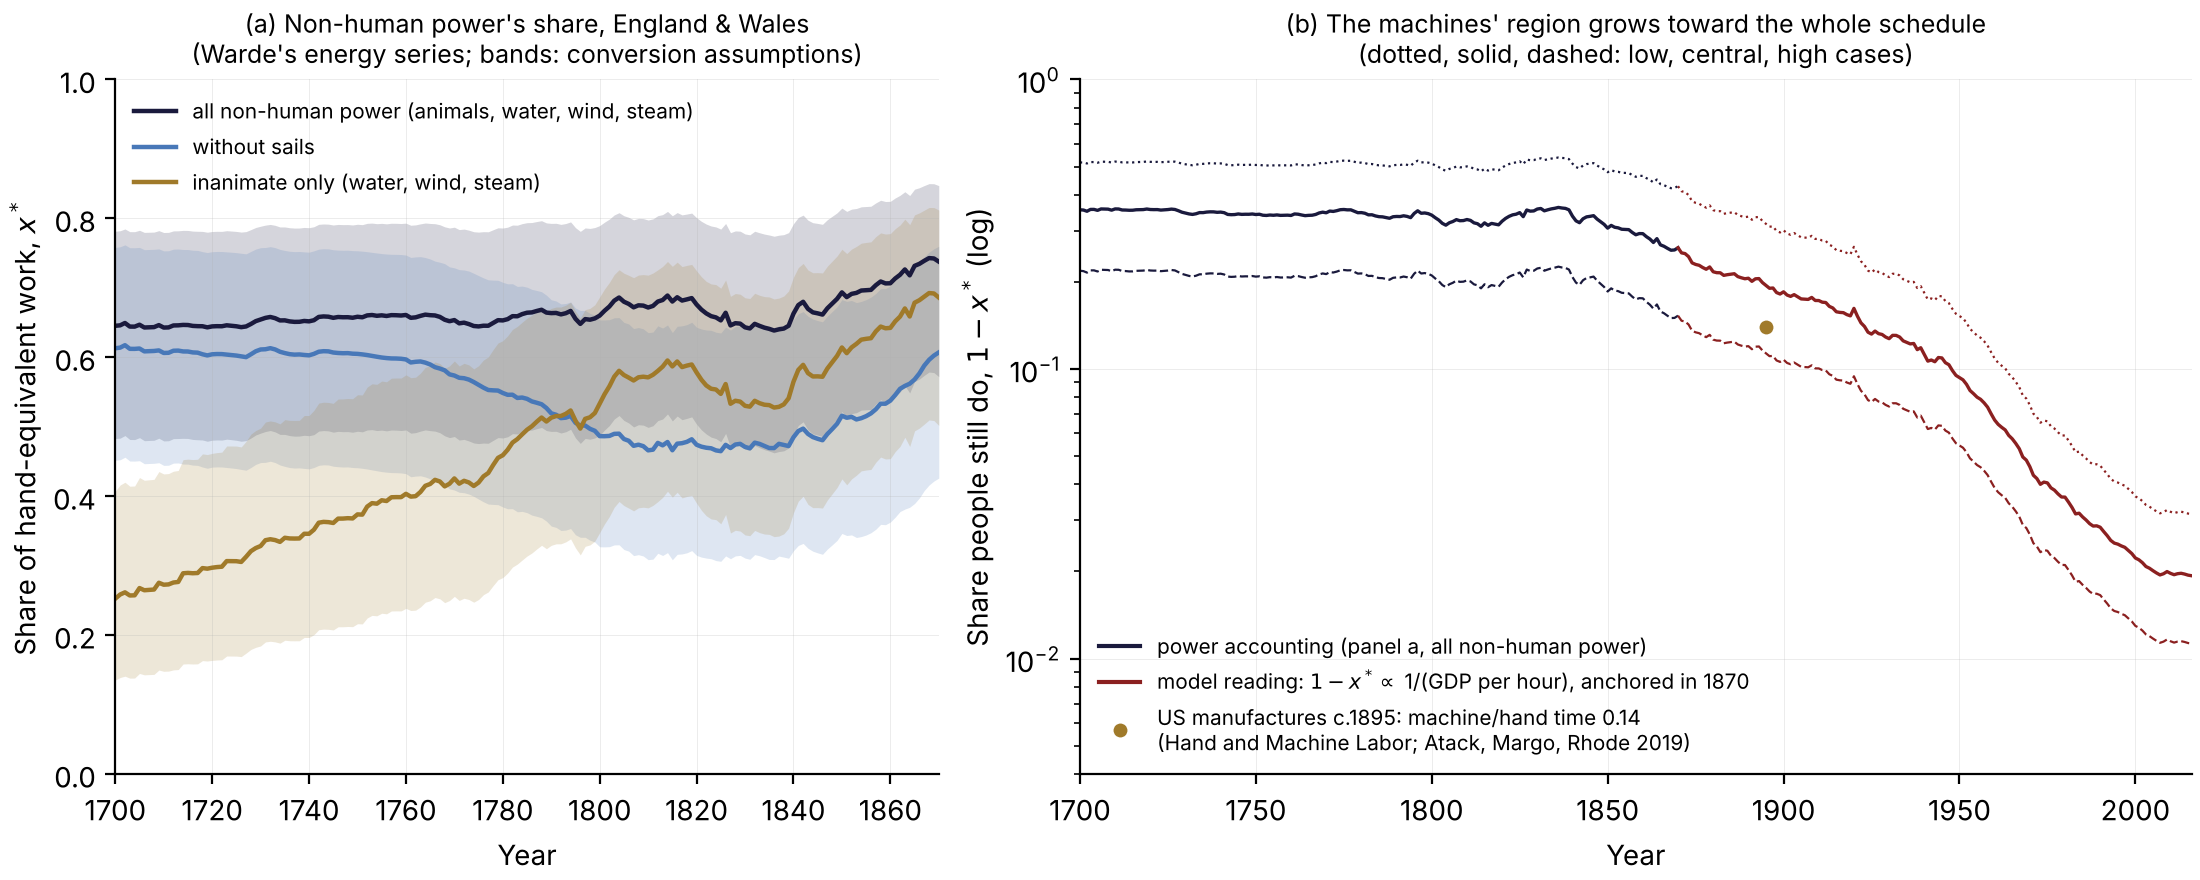 (a) Non-human power's share, England & Wales
(Warde's energy series; bands: conversion assumptions)
Share of hand-equivalent work, x*
1.0
0.8
0.6
0.4
0.2
0.0
all non-human power (animals, water, wind, steam)
without sails
inanimate only (water, wind, steam)
1700 1720 1740 1760 1780 1800 1820 1840 1860
Year
(b) The machines' region grows toward the whole schedule
(dotted, solid, dashed: low, central, high cases)
Share people still do, 1 − x* (log)
10⁰
10⁻¹
10⁻²
power accounting (panel a, all non-human power)
model reading: 1 − x* ∝ 1/(GDP per hour), anchored in 1870
US manufactures c.1895: machine/hand time 0.14
(Hand and Machine Labor; Atack, Margo, Rhode 2019)
1700 1750 1800 1850 1900 1950 2000
Year